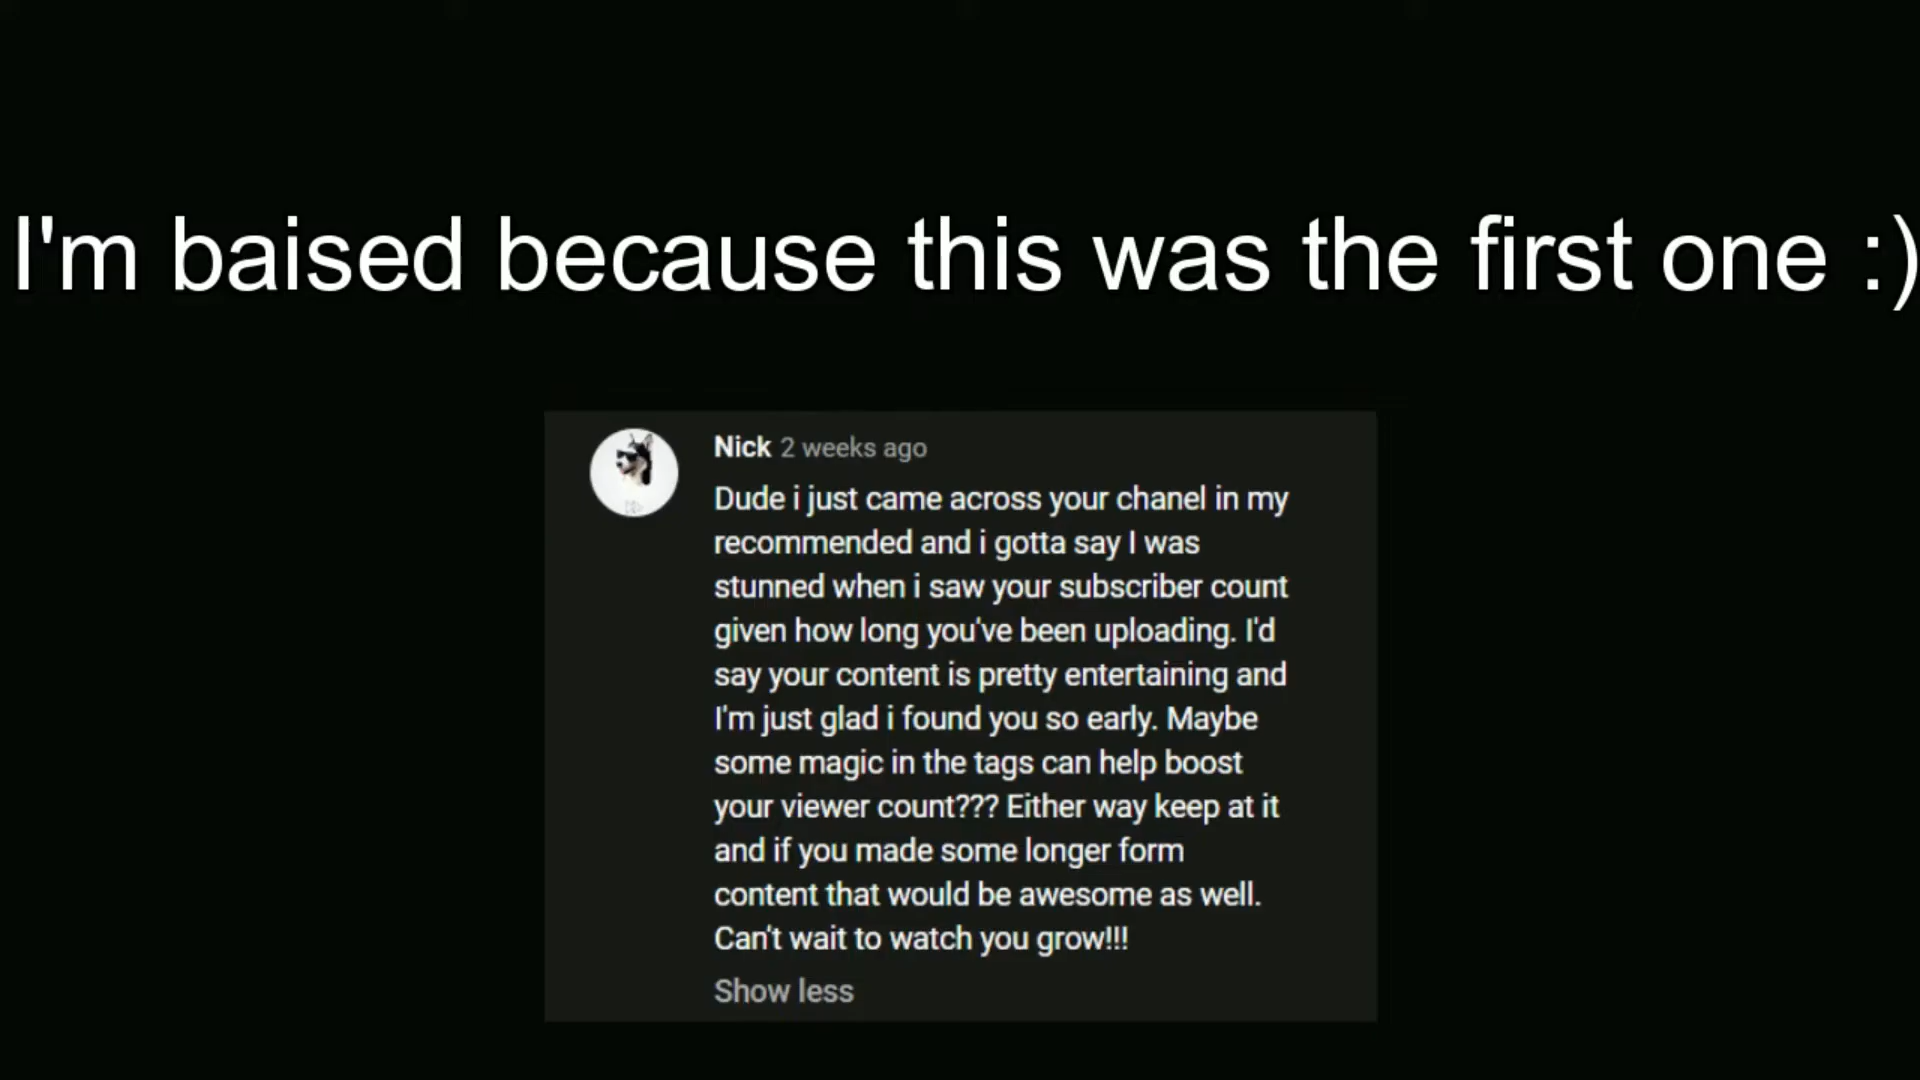 I'm baised because this was the first one :)
Nick 2 weeks ago
Dude i just came across your chanel in my
recommended and i gotta say I was
stunned when i saw your subscriber count
given how long you've been uploading. I'd
say your content is pretty entertaining and
I'm just glad i found you so early. Maybe
some magic in the tags can help boost
your viewer count??? Either way keep at it
and if you made some longer form
content that would be awesome as well.
Can't wait to watch you grow!!!
Show less